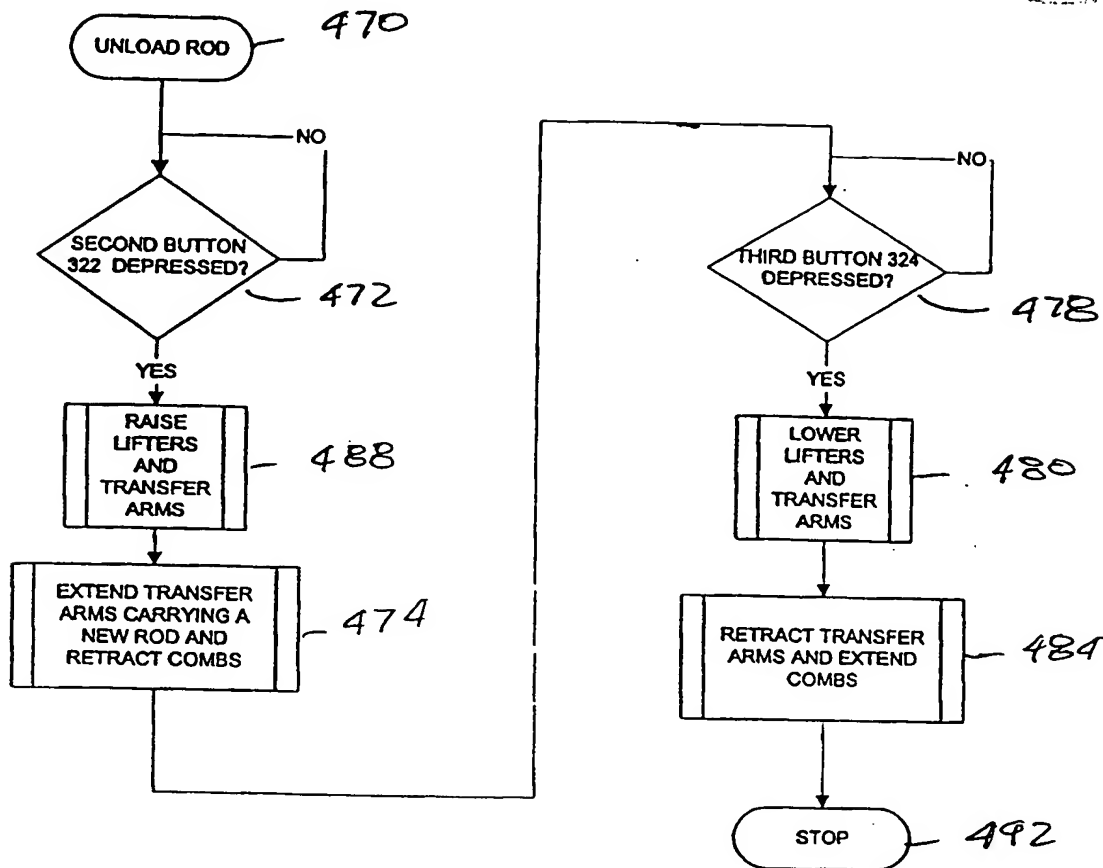 UNLOAD ROD
470
NO
SECOND BUTTON
322 DEPRESSED?
472
YES
RAISE
LIFTERS
AND
TRANSFER
ARMS
488
EXTEND TRANSFER
ARMS CARRYING A
NEW ROD AND
RETRACT COMBS
474
NO
THIRD BUTTON 324
DEPRESSED?
478
YES
LOWER
LIFTERS
AND
TRANSFER
ARMS
480
RETRACT TRANSFER
ARMS AND EXTEND
COMBS
484
STOP
492